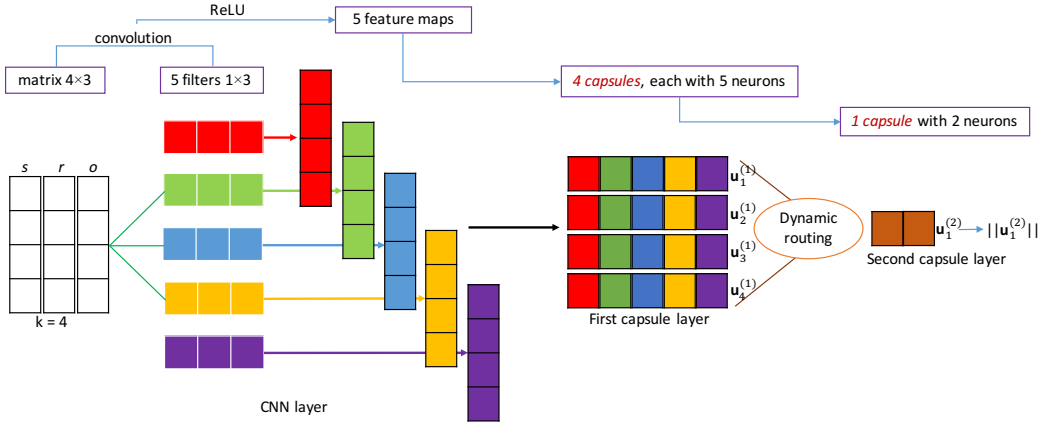 ReLU
5 feature maps
convolution
matrix 4×3
5 filters 1×3
4 capsules, each with 5 neurons
1 capsule with 2 neurons
s r o
k = 4
CNN layer
u₁⁽¹⁾
u₂⁽¹⁾
u₃⁽¹⁾
u₄⁽¹⁾
First capsule layer
Dynamic
routing
u₁⁽²⁾
||u₁⁽²⁾||
Second capsule layer